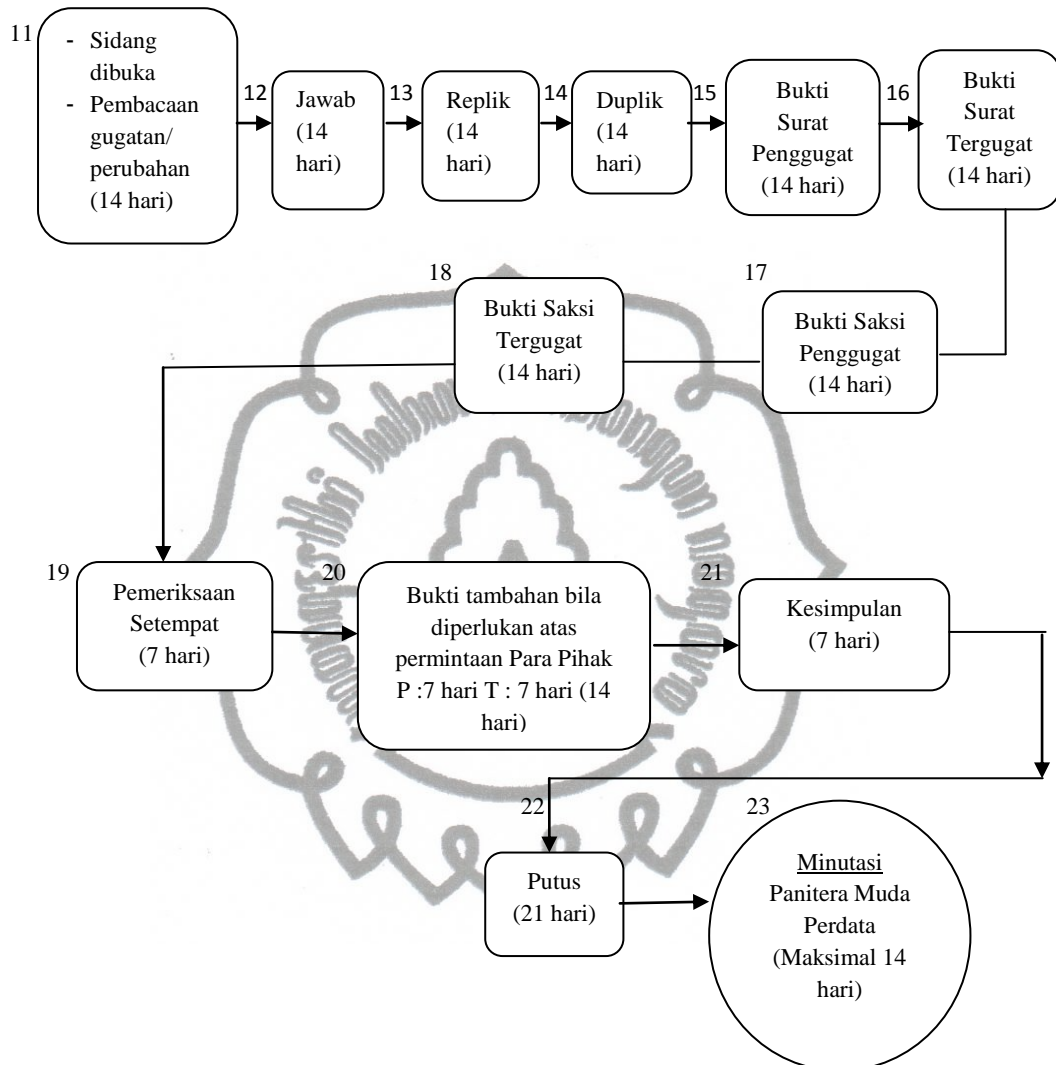 11
- Sidang
dibuka
- Pembacaan
gugatan/
perubahan
(14 hari)
12
Jawab
(14
hari)
13
Replik
(14
hari)
14
Duplik
(14
hari)
15
Bukti
Surat
Penggugat
(14 hari)
16
Bukti
Surat
Tergugat
(14 hari)
17
Bukti Saksi
Penggugat
(14 hari)
18
Bukti Saksi
Tergugat
(14 hari)
19
Pemeriksaan
Setempat
(7 hari)
20
Bukti tambahan bila
diperlukan atas
permintaan Para Pihak
P :7 hari T : 7 hari (14
hari)
21
Kesimpulan
(7 hari)
22
Putus
(21 hari)
23
Minutasi
Panitera Muda
Perdata
(Maksimal 14
hari)